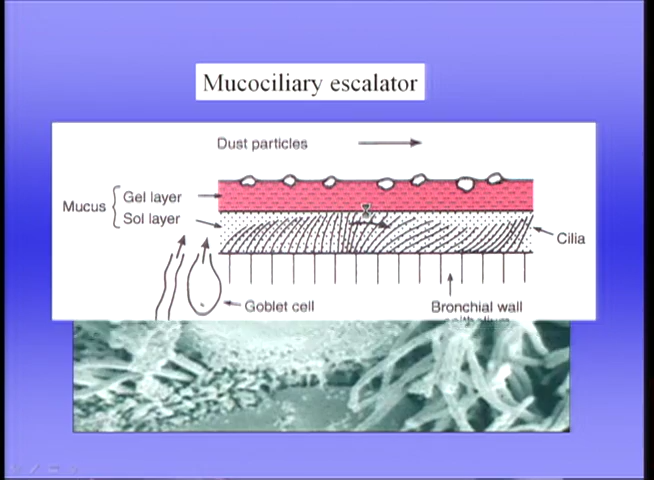 Mucociliary escalator
Dust particles
Mucus
Gel layer
Sol layer
Cilia
Goblet cell
Bronchial wall